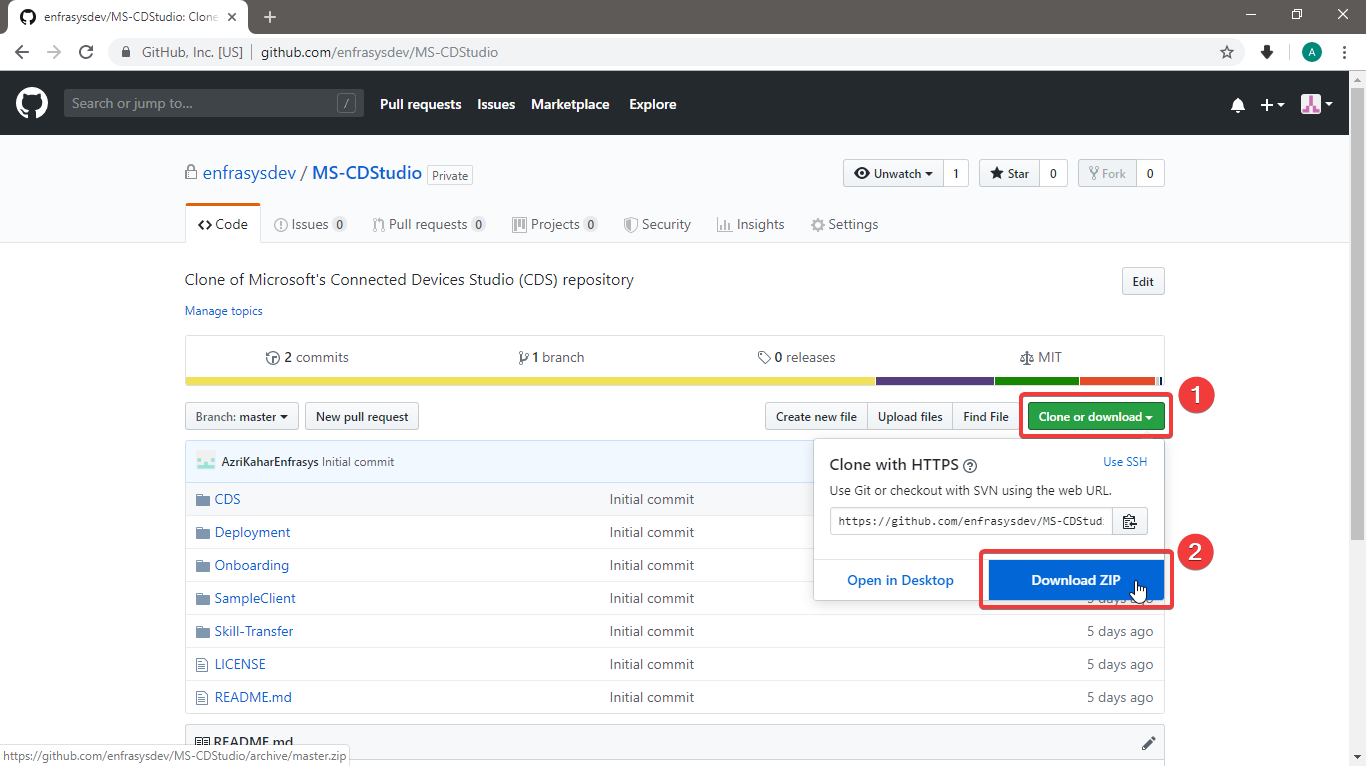 enfrasysdev/MS-CDStudio: Clone
GitHub, Inc. [US] github.com/enfrasysdev/MS-CDStudio A
Search or jump to... / Pull requests Issues Marketplace Explore
enfrasysdev / MS-CDStudio Private Unwatch 1 Star 0 Fork 0
Code Issues 0 Pull requests 0 Projects 0 Security Insights Settings
Clone of Microsoft's Connected Devices Studio (CDS) repository Edit
Manage topics
2 commits 1 branch 0 releases MIT
1
Branch: master New pull request Create new file Upload files Find File Clone or download
AzriKaharEnfrasys Initial commit
Clone with HTTPS ? Use SSH
Use Git or checkout with SVN using the web URL.
https://github.com/enfrasysdev/MS-CDStudi
2
Open in Desktop Download ZIP
CDS Initial commit
Deployment Initial commit
Onboarding Initial commit
SampleClient Initial commit 5 days ago
Skill-Transfer Initial commit 5 days ago
LICENSE Initial commit 5 days ago
README.md Initial commit 5 days ago
README.md
https://github.com/enfrasysdev/MS-CDStudio/archive/master.zip